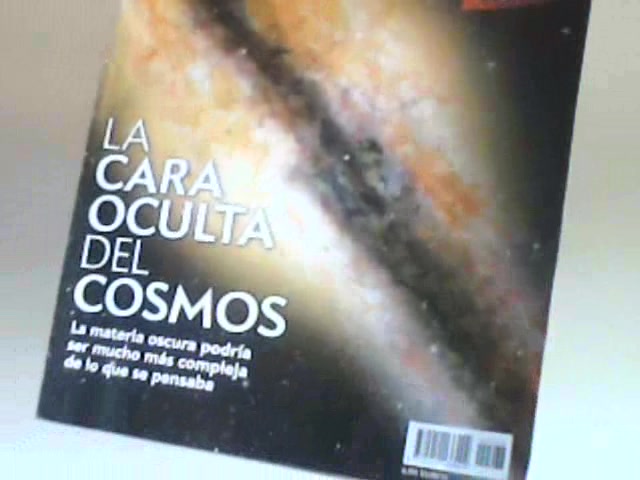 LA
CARA
OCULTA
DEL
COSMOS
La materia oscura podría
ser mucho más compleja
de lo que se pensaba